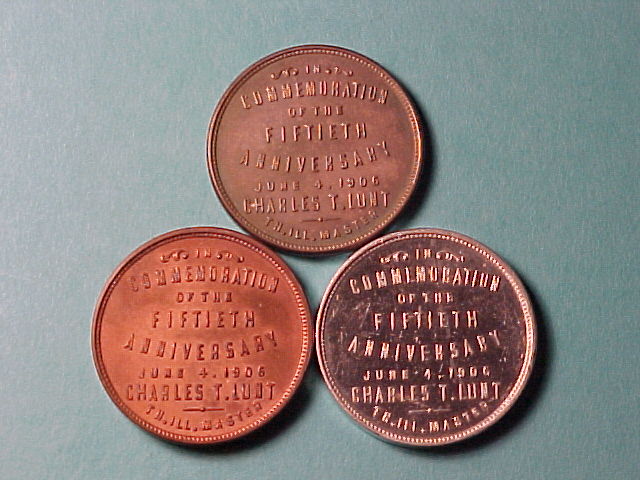 IN
COMMEMORATION
OF THE
FIFTIETH
ANNIVERSARY
JUNE 4, 1906
CHARLES T. LUNT
TH. ILL. MASTER
IN
COMMEMORATION
OF THE
FIFTIETH
ANNIVERSARY
JUNE 4, 1906
CHARLES T. LUNT
TH. ILL. MASTER
IN
COMMEMORATION
OF THE
FIFTIETH
ANNIVERSARY
JUNE 4, 1906
CHARLES T. LUNT
TH. ILL. MASTER